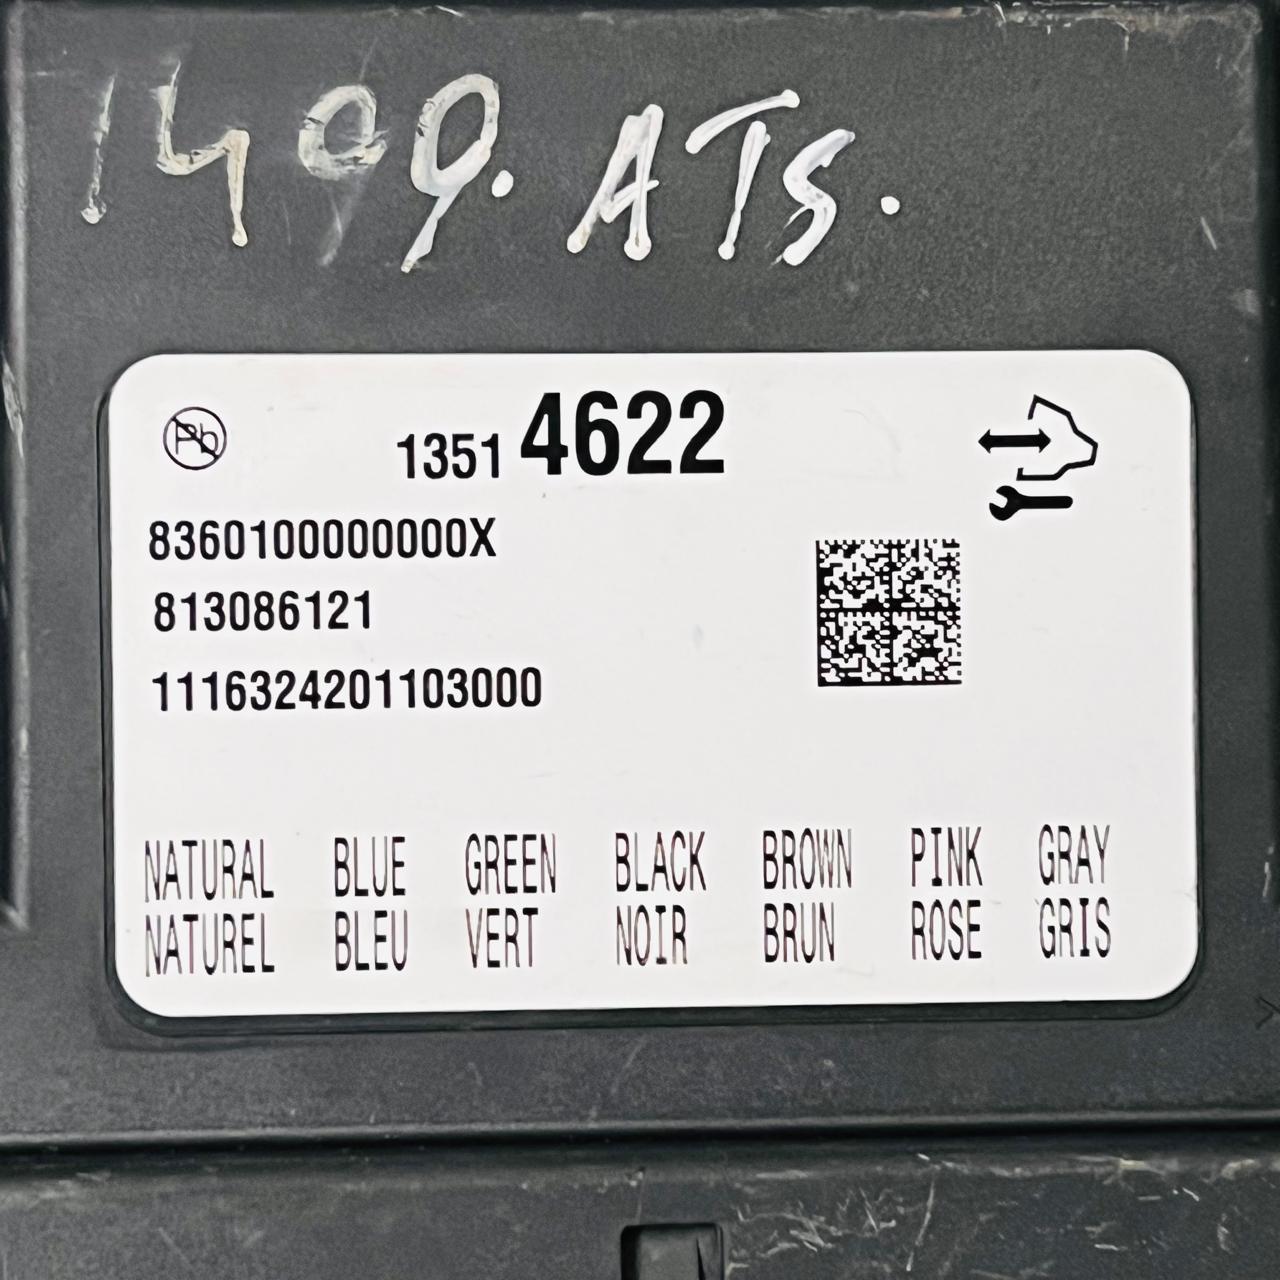 1409. ATS.
Pb
1351 4622
8360100000000X
813086121
1116324201103000
NATURAL BLUE GREEN BLACK BROWN PINK GRAY
NATUREL BLEU VERT NOIR BRUN ROSE GRIS